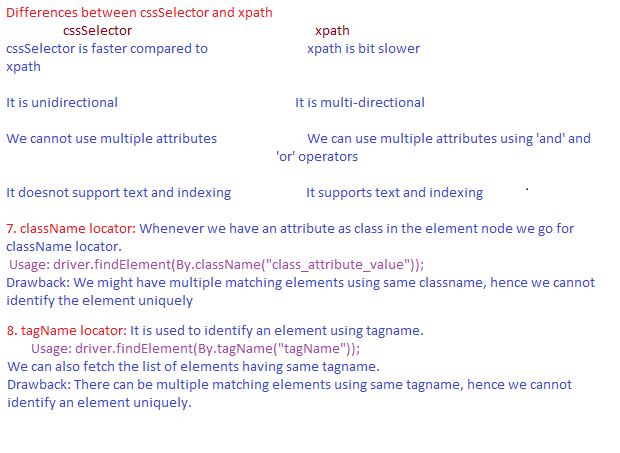 Differences between cssSelector and xpath
cssSelector xpath
cssSelector is faster compared to xpath is bit slower
xpath
It is unidirectional It is multi-directional
We cannot use multiple attributes We can use multiple attributes using 'and' and
'or' operators
It doesnot support text and indexing It supports text and indexing
7. className locator: Whenever we have an attribute as class in the element node we go for
className locator.
Usage: driver.findElement(By.className("class_attribute_value"));
Drawback: We might have multiple matching elements using same classname, hence we cannot
identify the element uniquely
8. tagName locator: It is used to identify an element using tagname.
Usage: driver.findElement(By.tagName("tagName"));
We can also fetch the list of elements having same tagname.
Drawback: There can be multiple matching elements using same tagname, hence we cannot
identify an element uniquely.